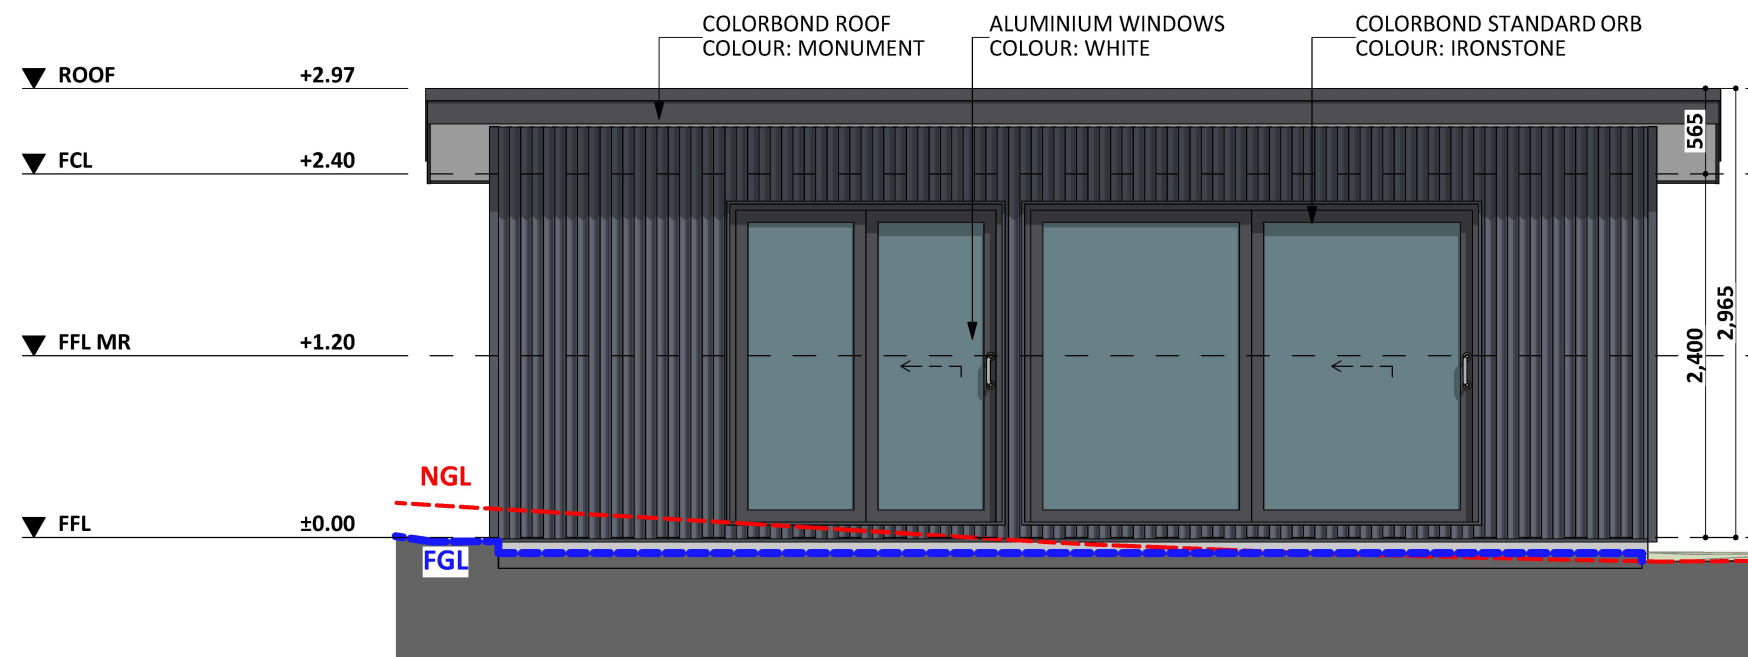 COLORBOND ROOF
COLOUR: MONUMENT
ALUMINIUM WINDOWS
COLOUR: WHITE
COLORBOND STANDARD ORB
COLOUR: IRONSTONE
ROOF +2.97
FCL +2.40
FFL MR +1.20
FFL ±0.00
NGL
FGL
565
2,400
2,965